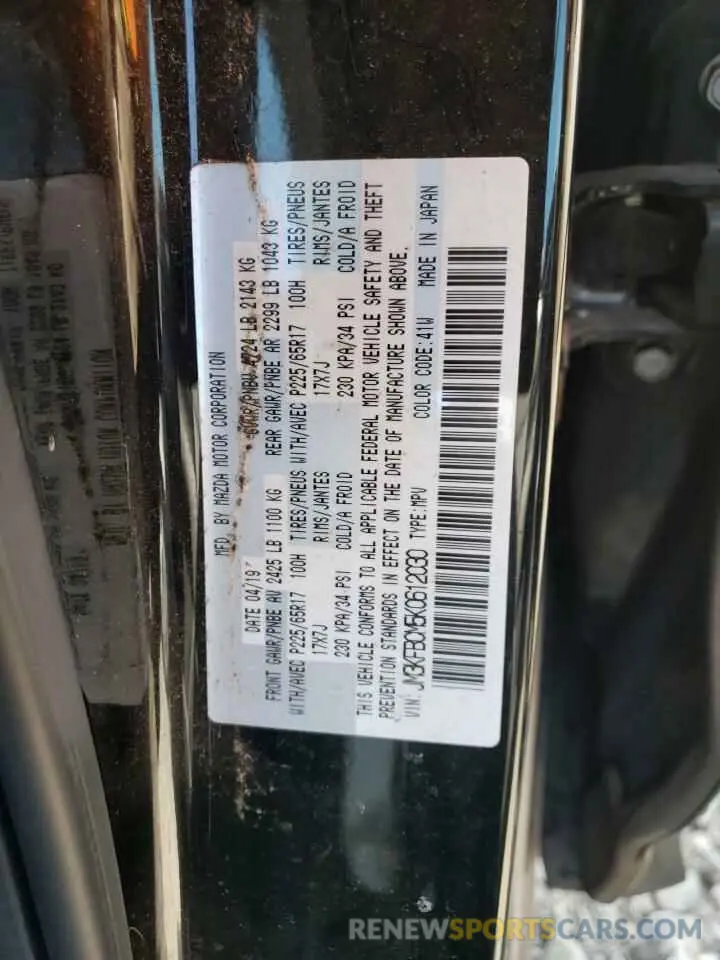 MFD. BY MAZDA MOTOR CORPORATION
DATE 04/19 GVWR/PNBV 4724 LB 2143 KG
FRONT GAWR/PNBE AV 2425 LB 1100 KG REAR GAWR/PNBE AR 2299 LB 1043 KG
WITH/AVEC P225/65R17 100H TIRES/PNEUS WITH/AVEC P225/65R17 100H TIRES/PNEUS
17X7J RIMS/JANTES 17X7J RIMS/JANTES
230 KPA/34 PSI COLD/A FROID 230 KPA/34 PSI COLD/A FROID
THIS VEHICLE CONFORMS TO ALL APPLICABLE FEDERAL MOTOR VEHICLE SAFETY AND THEFT
PREVENTION STANDARDS IN EFFECT ON THE DATE OF MANUFACTURE SHOWN ABOVE.
VIN: JM3KFBCM5K0612030 TYPE: MPV COLOR CODE: 41W MADE IN JAPAN
RENEWSPORTSCARS.COM